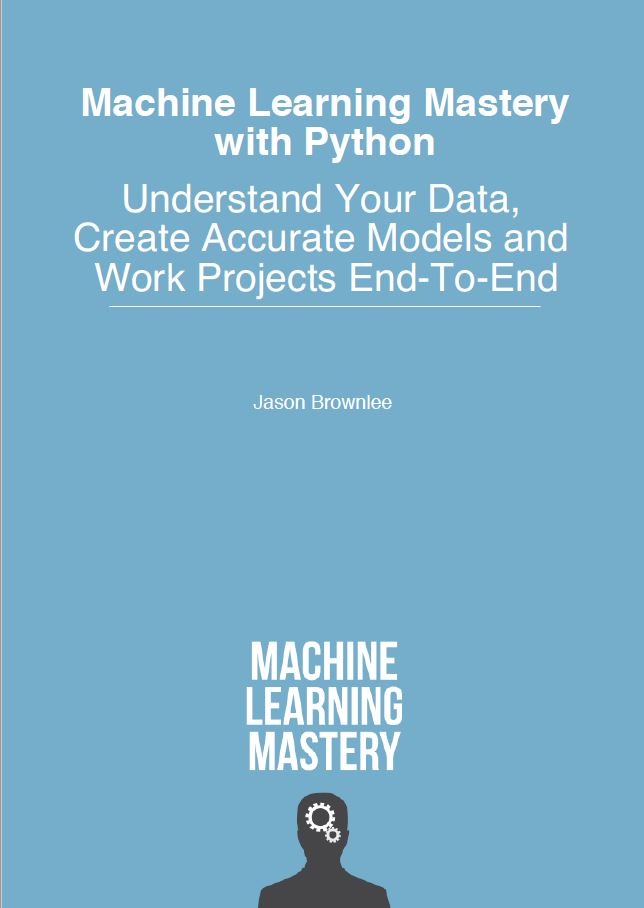 Machine Learning Mastery
with Python
Understand Your Data,
Create Accurate Models and
Work Projects End-To-End
Jason Brownlee
MACHINE
LEARNING
MASTERY